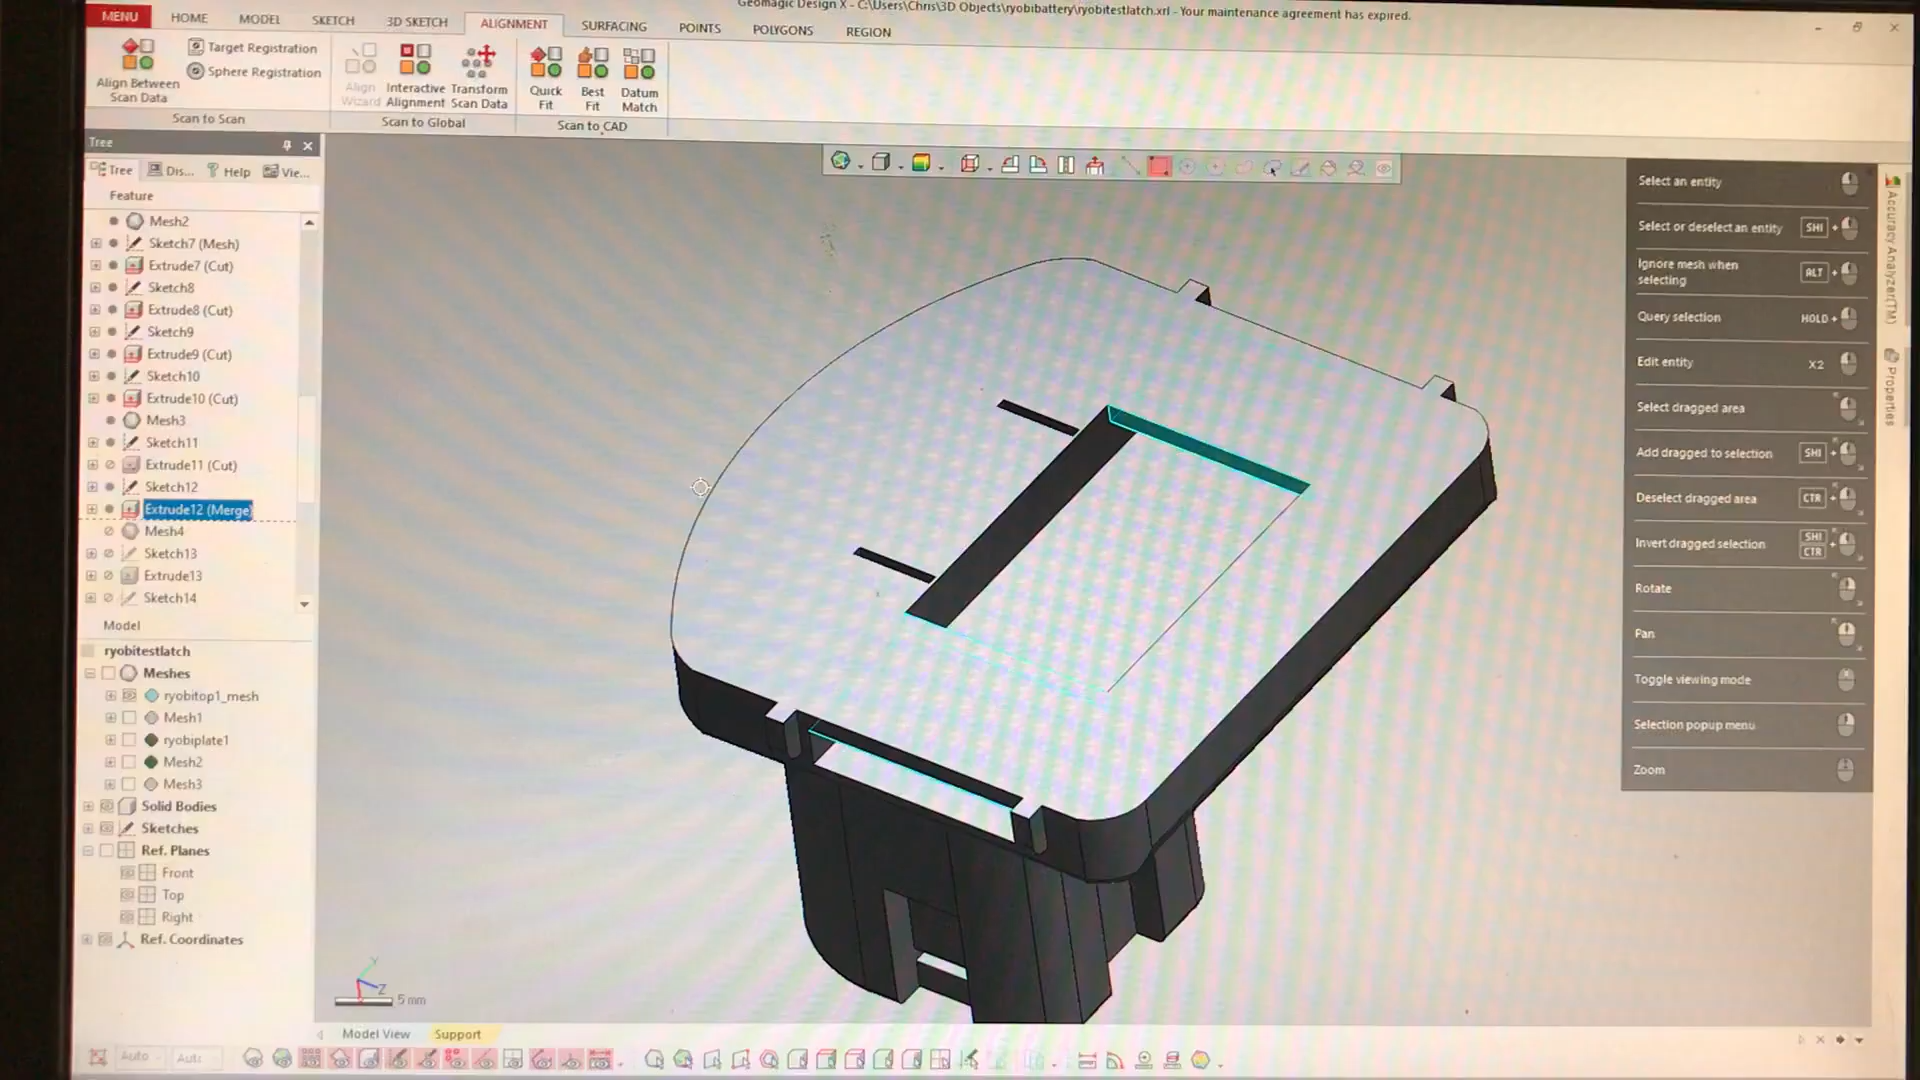 Geomagic Design X - C:\Users\Chris\3D Objects\ryobibattery\ryobitestlatch.xrl - Your maintenance agreement has expired.
MENU HOME MODEL SKETCH 3D SKETCH ALIGNMENT SURFACING POINTS POLYGONS REGION
Align Between Scan Data
Target Registration
Sphere Registration
Align Wizard
Interactive Alignment
Transform Scan Data
Quick Fit
Best Fit
Datum Match
Scan to Scan
Scan to Global
Scan to CAD
Tree
Tree Dis... Help Vie...
Feature
Mesh2
Sketch7 (Mesh)
Extrude7 (Cut)
Sketch8
Extrude8 (Cut)
Sketch9
Extrude9 (Cut)
Sketch10
Extrude10 (Cut)
Mesh3
Sketch11
Extrude11 (Cut)
Sketch12
Extrude12 (Merge)
Mesh4
Sketch13
Extrude13
Sketch14
Model
ryobitestlatch
Meshes
ryobitop1_mesh
Mesh1
ryobiplate1
Mesh2
Mesh3
Solid Bodies
Sketches
Ref. Planes
Front
Top
Right
Ref. Coordinates
Y
Z
5 mm
Model View Support
Auto
Select an entity
Select or deselect an entity SHI +
Ignore mesh when selecting ALT +
Query selection HOLD +
Edit entity X2
Select dragged area
Add dragged to selection SHI +
Deselect dragged area CTR +
Invert dragged selection SHI CTR +
Rotate
Pan
Toggle viewing mode
Selection popup menu
Zoom
Accuracy Analyzer(TM)
Properties